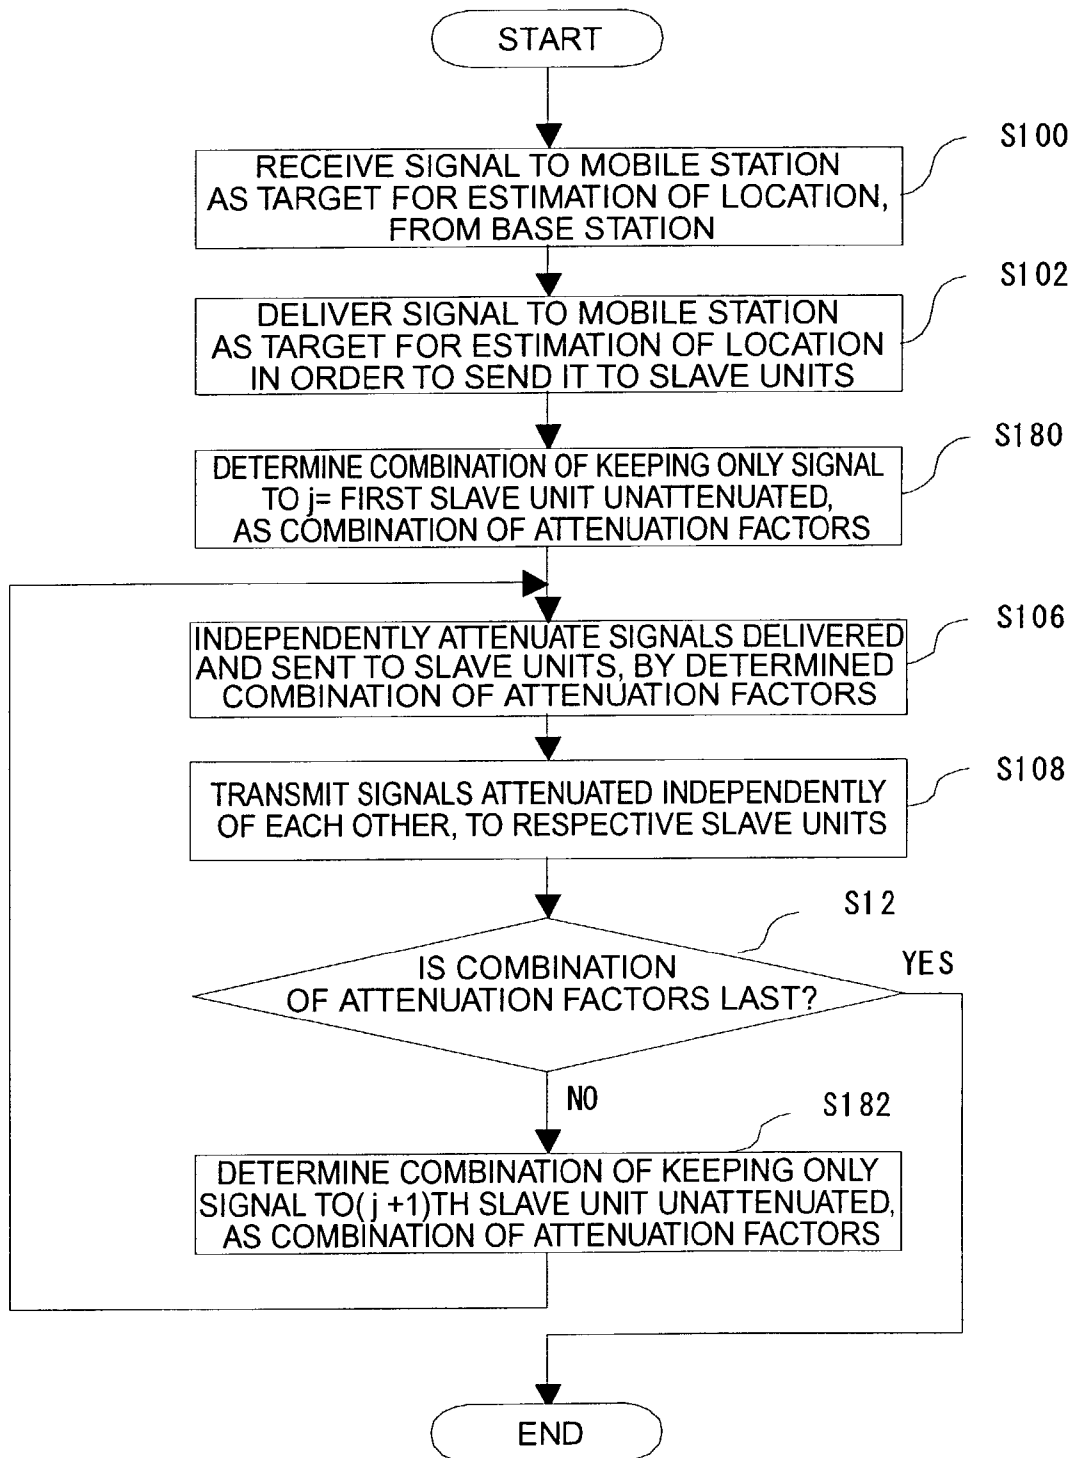 START
S100
RECEIVE SIGNAL TO MOBILE STATION
AS TARGET FOR ESTIMATION OF LOCATION,
FROM BASE STATION
S102
DELIVER SIGNAL TO MOBILE STATION
AS TARGET FOR ESTIMATION OF LOCATION
IN ORDER TO SEND IT TO SLAVE UNITS
S180
DETERMINE COMBINATION OF KEEPING ONLY SIGNAL
TO j= FIRST SLAVE UNIT UNATTENUATED,
AS COMBINATION OF ATTENUATION FACTORS
S106
INDEPENDENTLY ATTENUATE SIGNALS DELIVERED
AND SENT TO SLAVE UNITS, BY DETERMINED
COMBINATION OF ATTENUATION FACTORS
S108
TRANSMIT SIGNALS ATTENUATED INDEPENDENTLY
OF EACH OTHER, TO RESPECTIVE SLAVE UNITS
S12
IS COMBINATION
OF ATTENUATION FACTORS LAST?
YES
NO
S182
DETERMINE COMBINATION OF KEEPING ONLY
SIGNAL TO(j +1)TH SLAVE UNIT UNATTENUATED,
AS COMBINATION OF ATTENUATION FACTORS
END